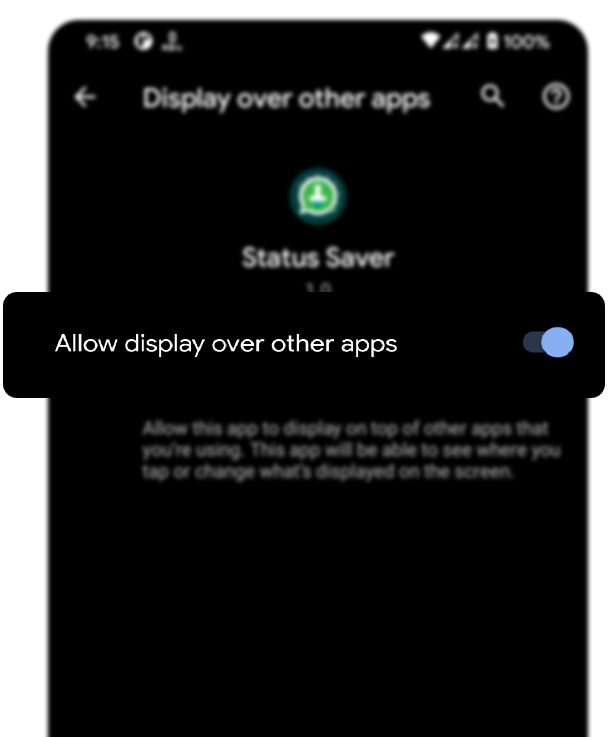 9:15
100%
Display over other apps
Status Saver
1.0
Allow display over other apps
Allow this app to display on top of other apps that
you're using. This app will be able to see where you
tap or change what's displayed on the screen.